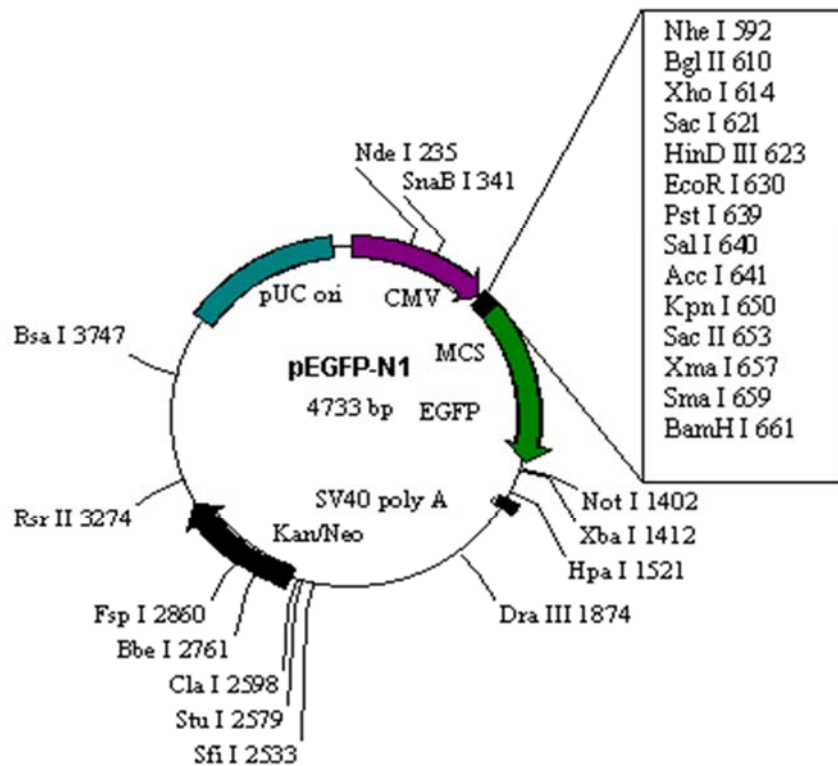 Nhe I 592
Bgl II 610
Xho I 614
Sac I 621
HinD III 623
EcoR I 630
Pst I 639
Sal I 640
Acc I 641
Kpn I 650
Sac II 653
Xma I 657
Sma I 659
BamH I 661
Nde I 235
SnaB I 341
pUC ori
CMV
Bsa I 3747
MCS
pEGFP-N1
4733 bp
EGFP
SV40 poly A
Not I 1402
Rsr II 3274
Kan/Neo
Xba I 1412
Hpa I 1521
Fsp I 2860
Dra III 1874
Bbe I 2761
Cla I 2598
Stu I 2579
Sfi I 2533